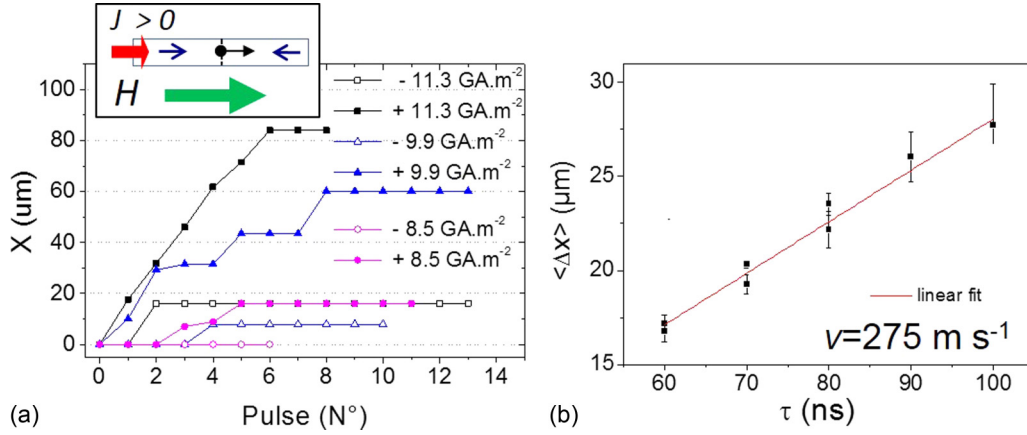 J > 0
H
100
80
60
40
20
0
X (um)
- 11.3 GA.m⁻²
+ 11.3 GA.m⁻²
- 9.9 GA.m⁻²
+ 9.9 GA.m⁻²
- 8.5 GA.m⁻²
+ 8.5 GA.m⁻²
0 2 4 6 8 10 12 14
Pulse (N°)
(a)
30
25
20
15
<Δx> (μm)
linear fit
v=275 m s⁻¹
60 70 80 90 100
τ (ns)
(b)